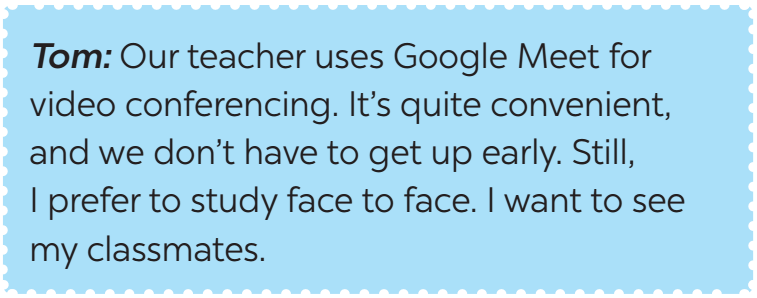 Tom: Our teacher uses Google Meet for
video conferencing. It’s quite convenient,
and we don’t have to get up early. Still,
I prefer to study face to face. I want to see
my classmates.